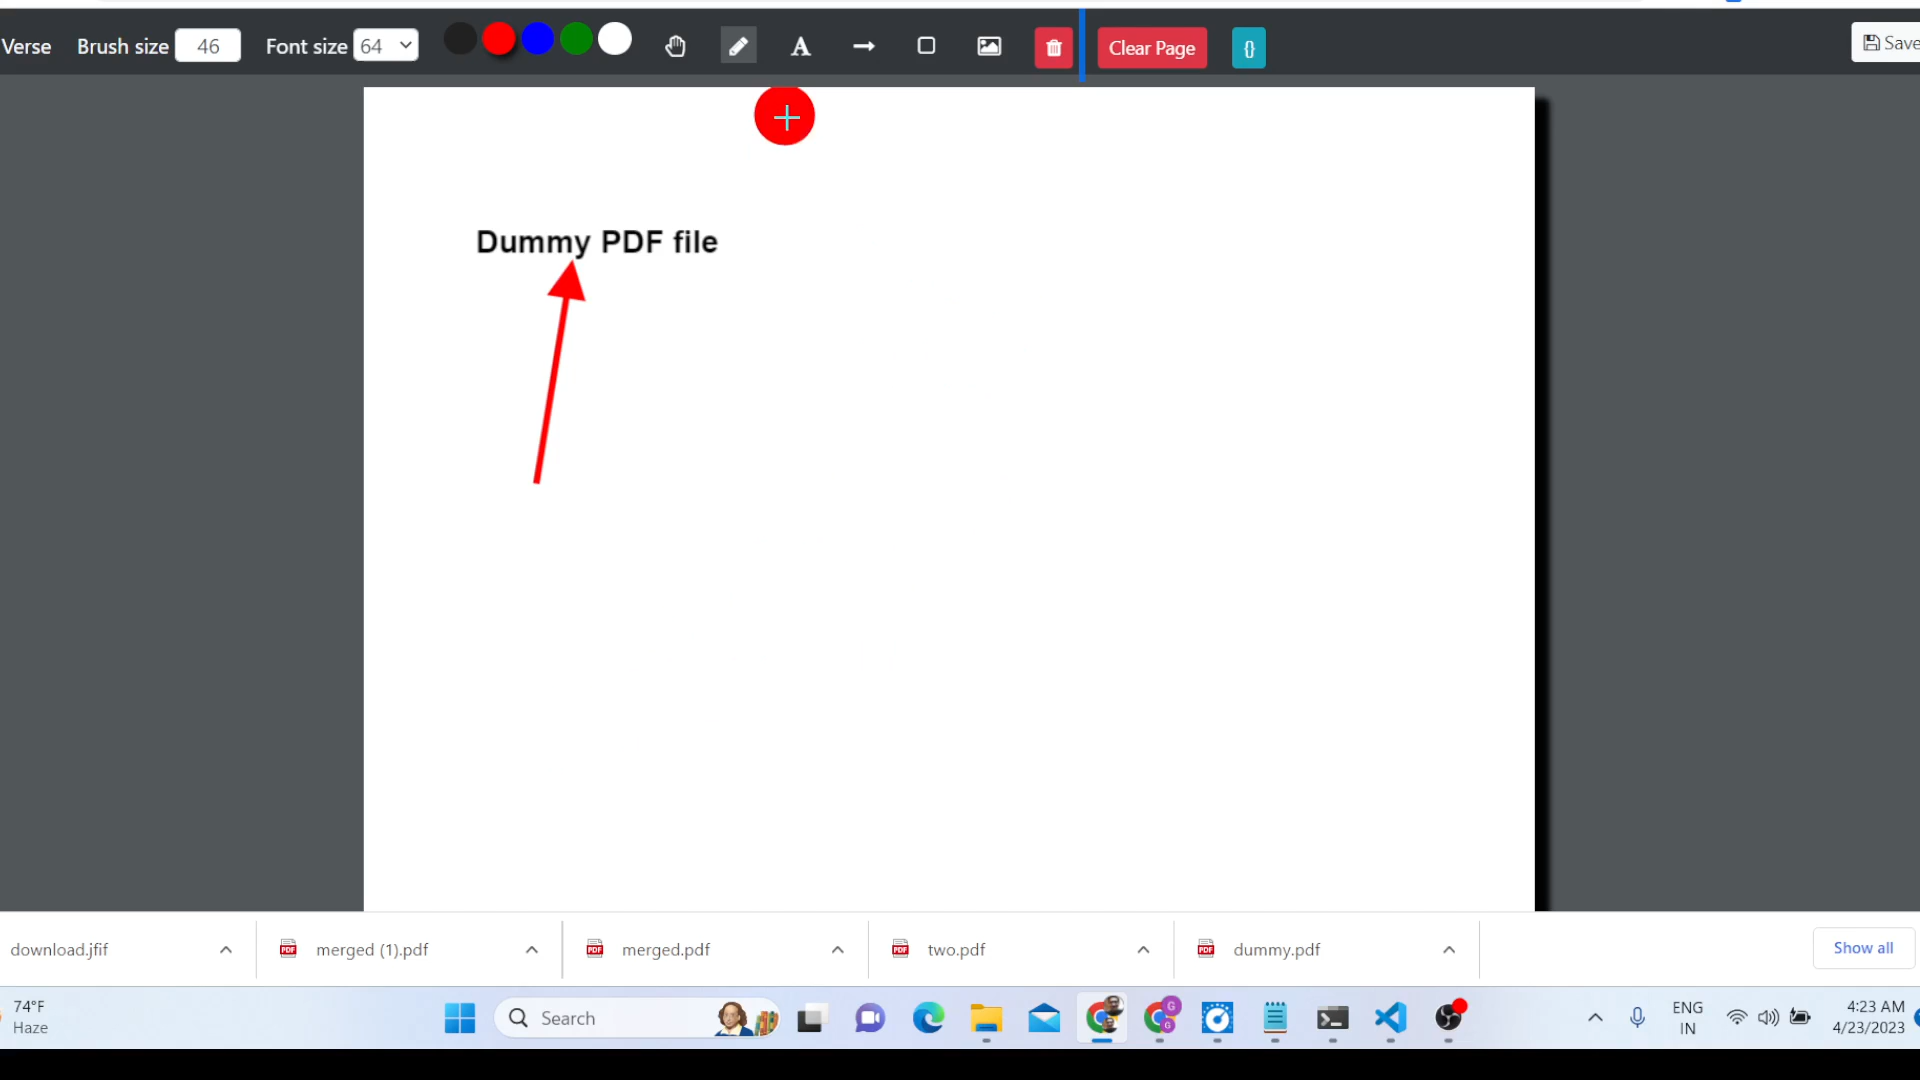 Verse Brush size 46 Font size 64 A Clear Page {} Save
Dummy PDF file
download.jfif merged (1).pdf merged.pdf two.pdf dummy.pdf Show all
74°F
Haze
Search
ENG
IN
4:23 AM
4/23/2023